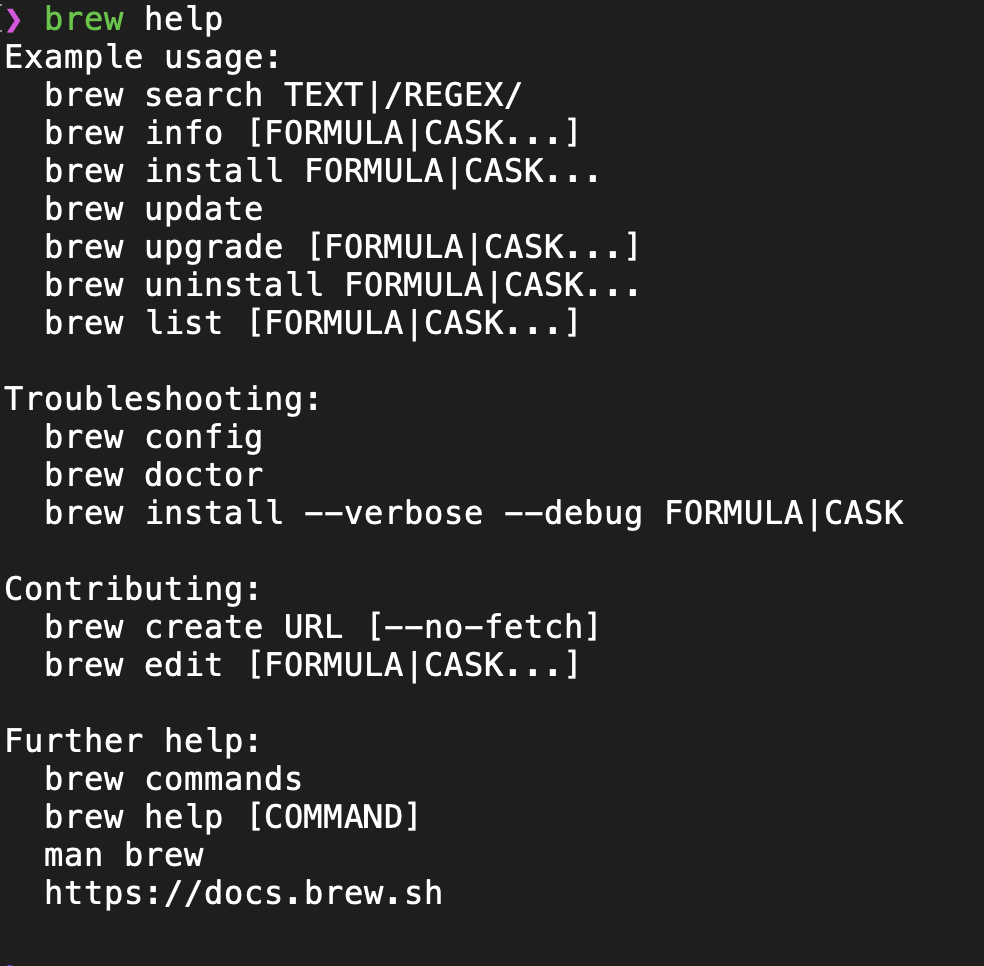 ❯ brew help
Example usage:
  brew search TEXT|/REGEX/
  brew info [FORMULA|CASK...]
  brew install FORMULA|CASK...
  brew update
  brew upgrade [FORMULA|CASK...]
  brew uninstall FORMULA|CASK...
  brew list [FORMULA|CASK...]

Troubleshooting:
  brew config
  brew doctor
  brew install --verbose --debug FORMULA|CASK

Contributing:
  brew create URL [--no-fetch]
  brew edit [FORMULA|CASK...]

Further help:
  brew commands
  brew help [COMMAND]
  man brew
  https://docs.brew.sh